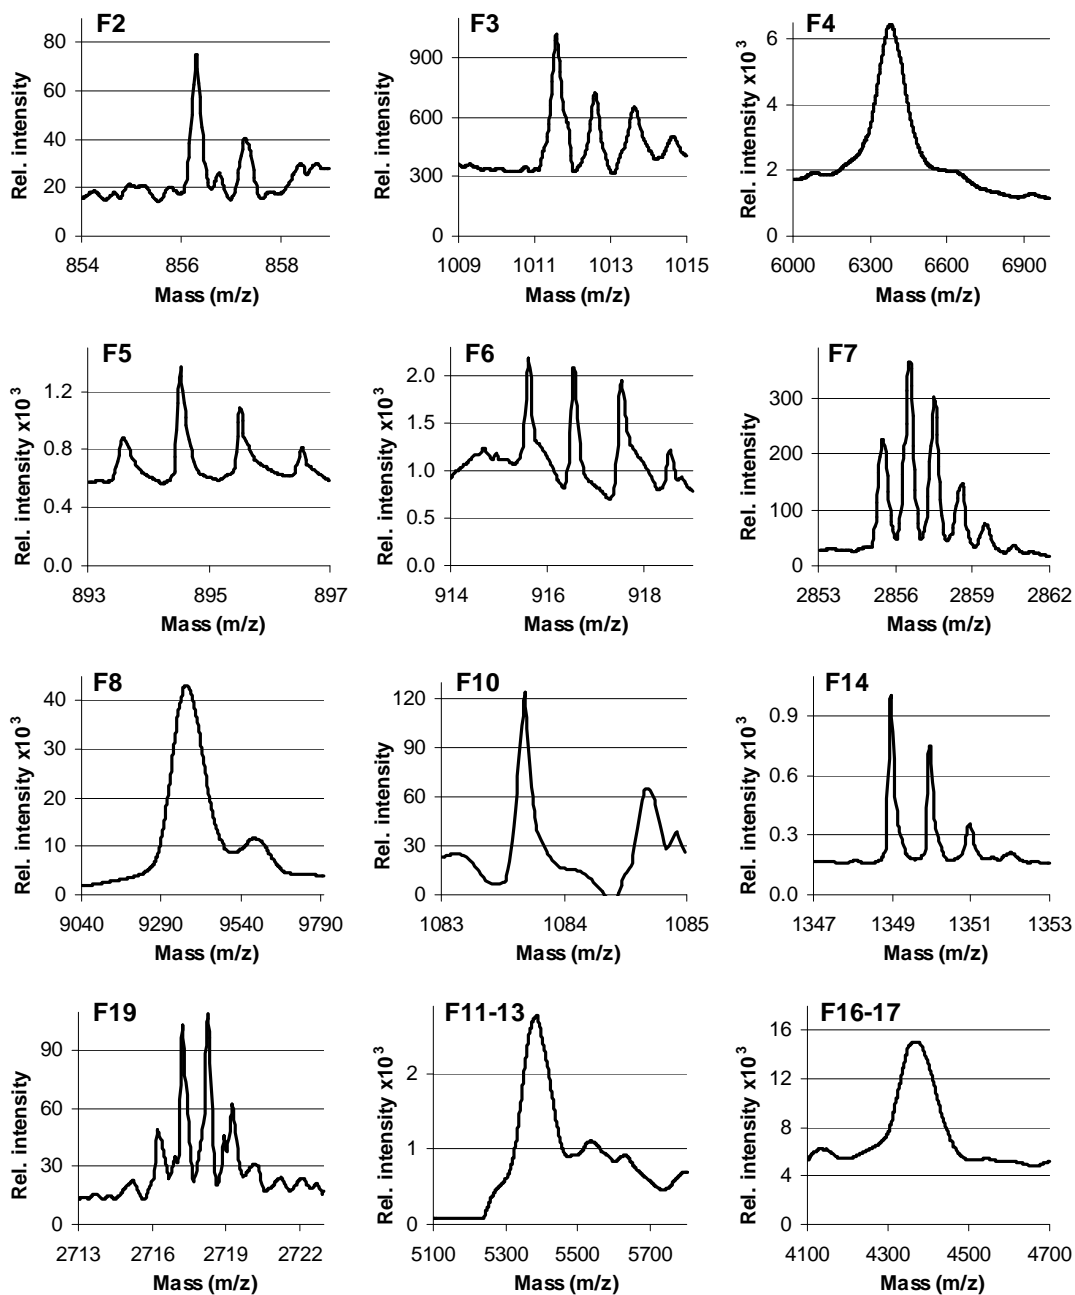 F2
80
60
40
20
0
Rel. intensity
854 856 858
Mass (m/z)
F3
900
600
300
0
Rel. intensity
1009 1011 1013 1015
Mass (m/z)
F4
6
4
2
0
Rel. intensity x10³
6000 6300 6600 6900
Mass (m/z)
F5
1.2
0.8
0.4
0.0
Rel. intensity x10³
893 895 897
Mass (m/z)
F6
2.0
1.5
1.0
0.5
0.0
Rel. intensity x10³
914 916 918
Mass (m/z)
F7
300
200
100
0
Rel. intensity
2853 2856 2859 2862
Mass (m/z)
F8
40
30
20
10
0
Rel. intensity x10³
9040 9290 9540 9790
Mass (m/z)
F10
120
90
60
30
0
Rel. intensity
1083 1084 1085
Mass (m/z)
F14
0.9
0.6
0.3
0.0
Rel. intensity x10³
1347 1349 1351 1353
Mass (m/z)
F19
90
60
30
0
Rel. intensity
2713 2716 2719 2722
Mass (m/z)
F11-13
2
1
0
Rel. intensity x10³
5100 5300 5500 5700
Mass (m/z)
F16-17
16
12
8
4
0
Rel. intensity x10³
4100 4300 4500 4700
Mass (m/z)